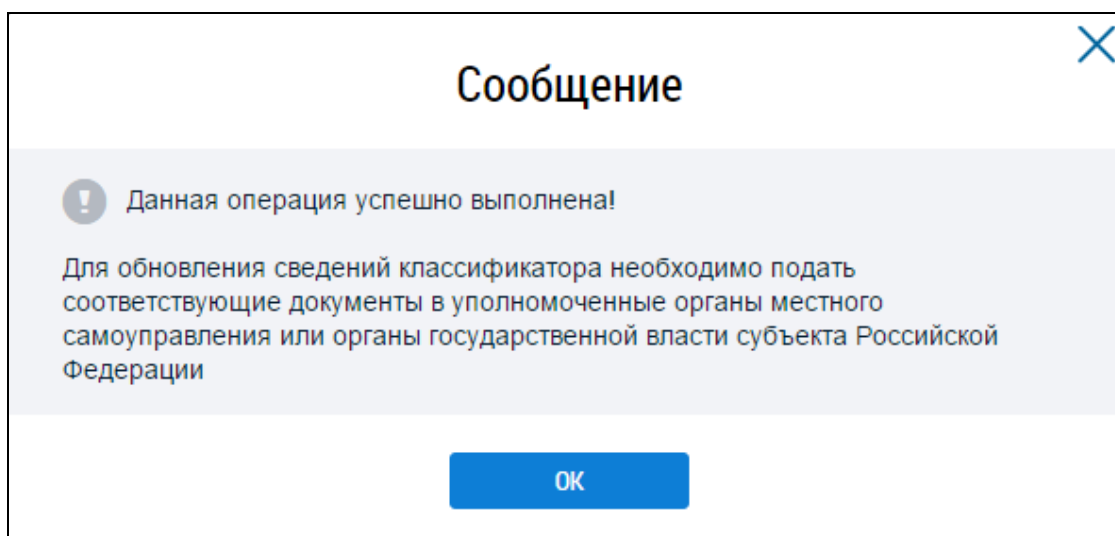 Сообщение
Данная операция успешно выполнена!
Для обновления сведений классификатора необходимо подать
соответствующие документы в уполномоченные органы местного
самоуправления или органы государственной власти субъекта Российской
Федерации
ОК